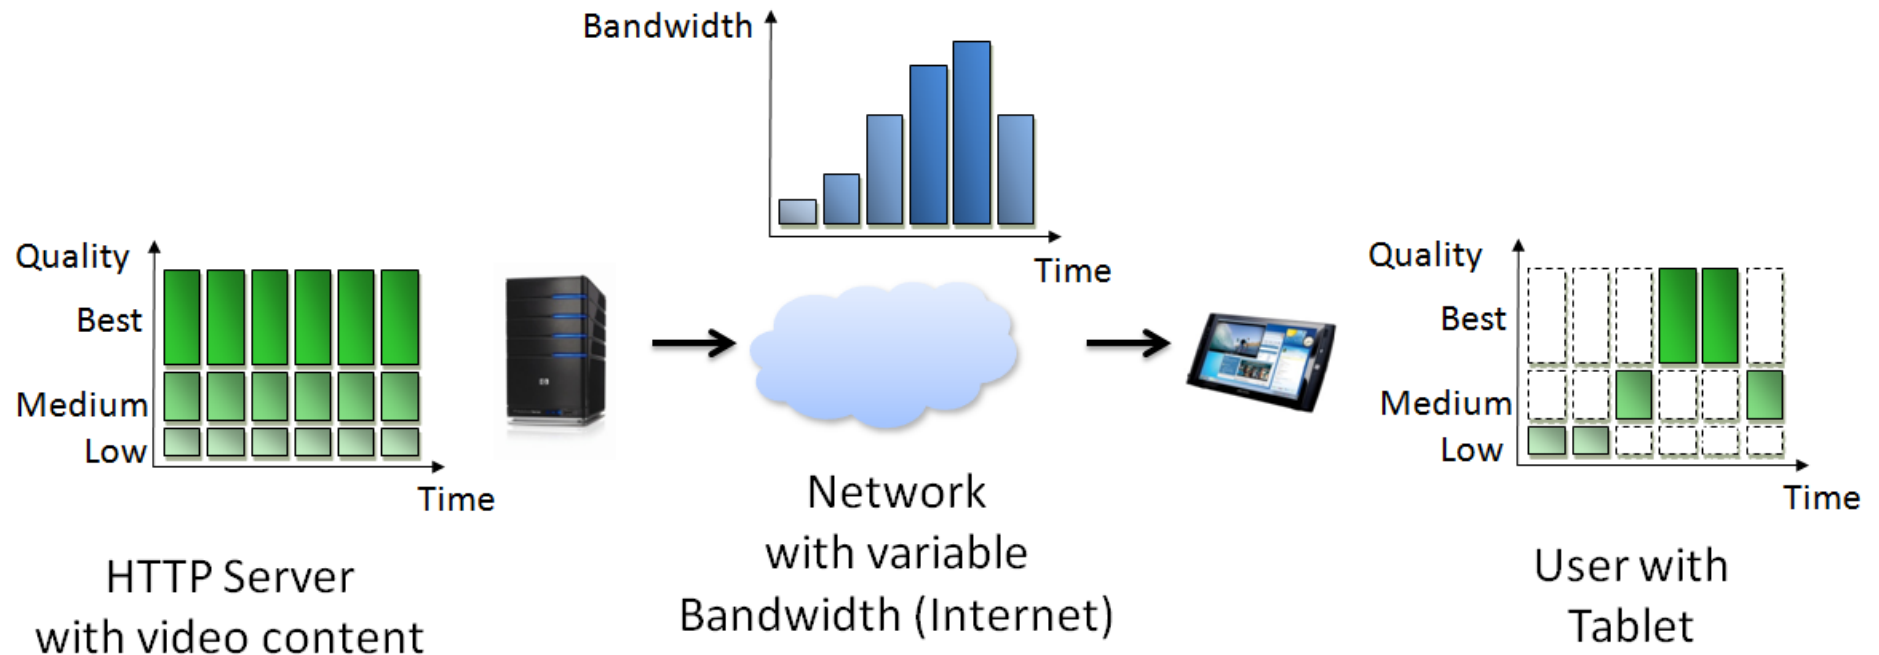 Bandwidth
Time
Quality
Best
Medium
Low
Time
Quality
Best
Medium
Low
Time
HTTP Server
with video content
Network
with variable
Bandwidth (Internet)
User with
Tablet